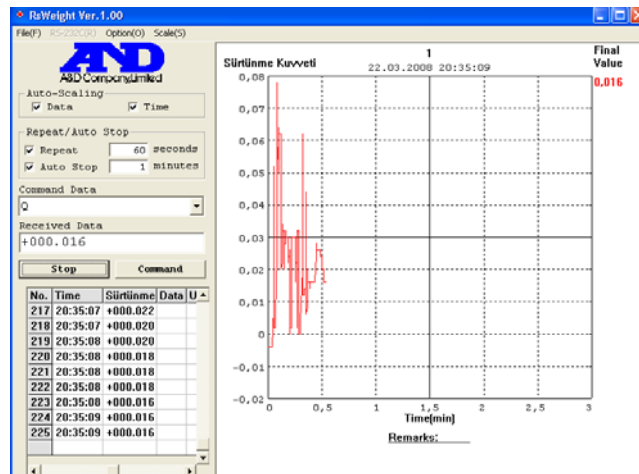 RsWeight Ver.1.00
File(F) RS-232C(R) Option(O) Scale(S)
AND
A&D Company,Limited
Auto-Scaling
Data Time
Repeat/Auto Stop
Repeat 60 seconds
Auto Stop 1 minutes
Command Data
Q
Received Data
+000.016
Stop Command
No. Time Sürtünme Data U
217 20:35:07 +000.022
218 20:35:07 +000.020
219 20:35:08 +000.020
220 20:35:08 +000.018
221 20:35:08 +000.018
222 20:35:08 +000.018
223 20:35:08 +000.016
224 20:35:09 +000.016
225 20:35:09 +000.016
1
Sürtünme Kuvveti 22.03.2008 20:35:09
Final
Value
0,016
0,08
0,07
0,06
0,05
0,04
0,03
0,02
0,01
0
-0,01
-0,02
0 0,5 1 1,5 2 2,5 3
Time(min)
Remarks: